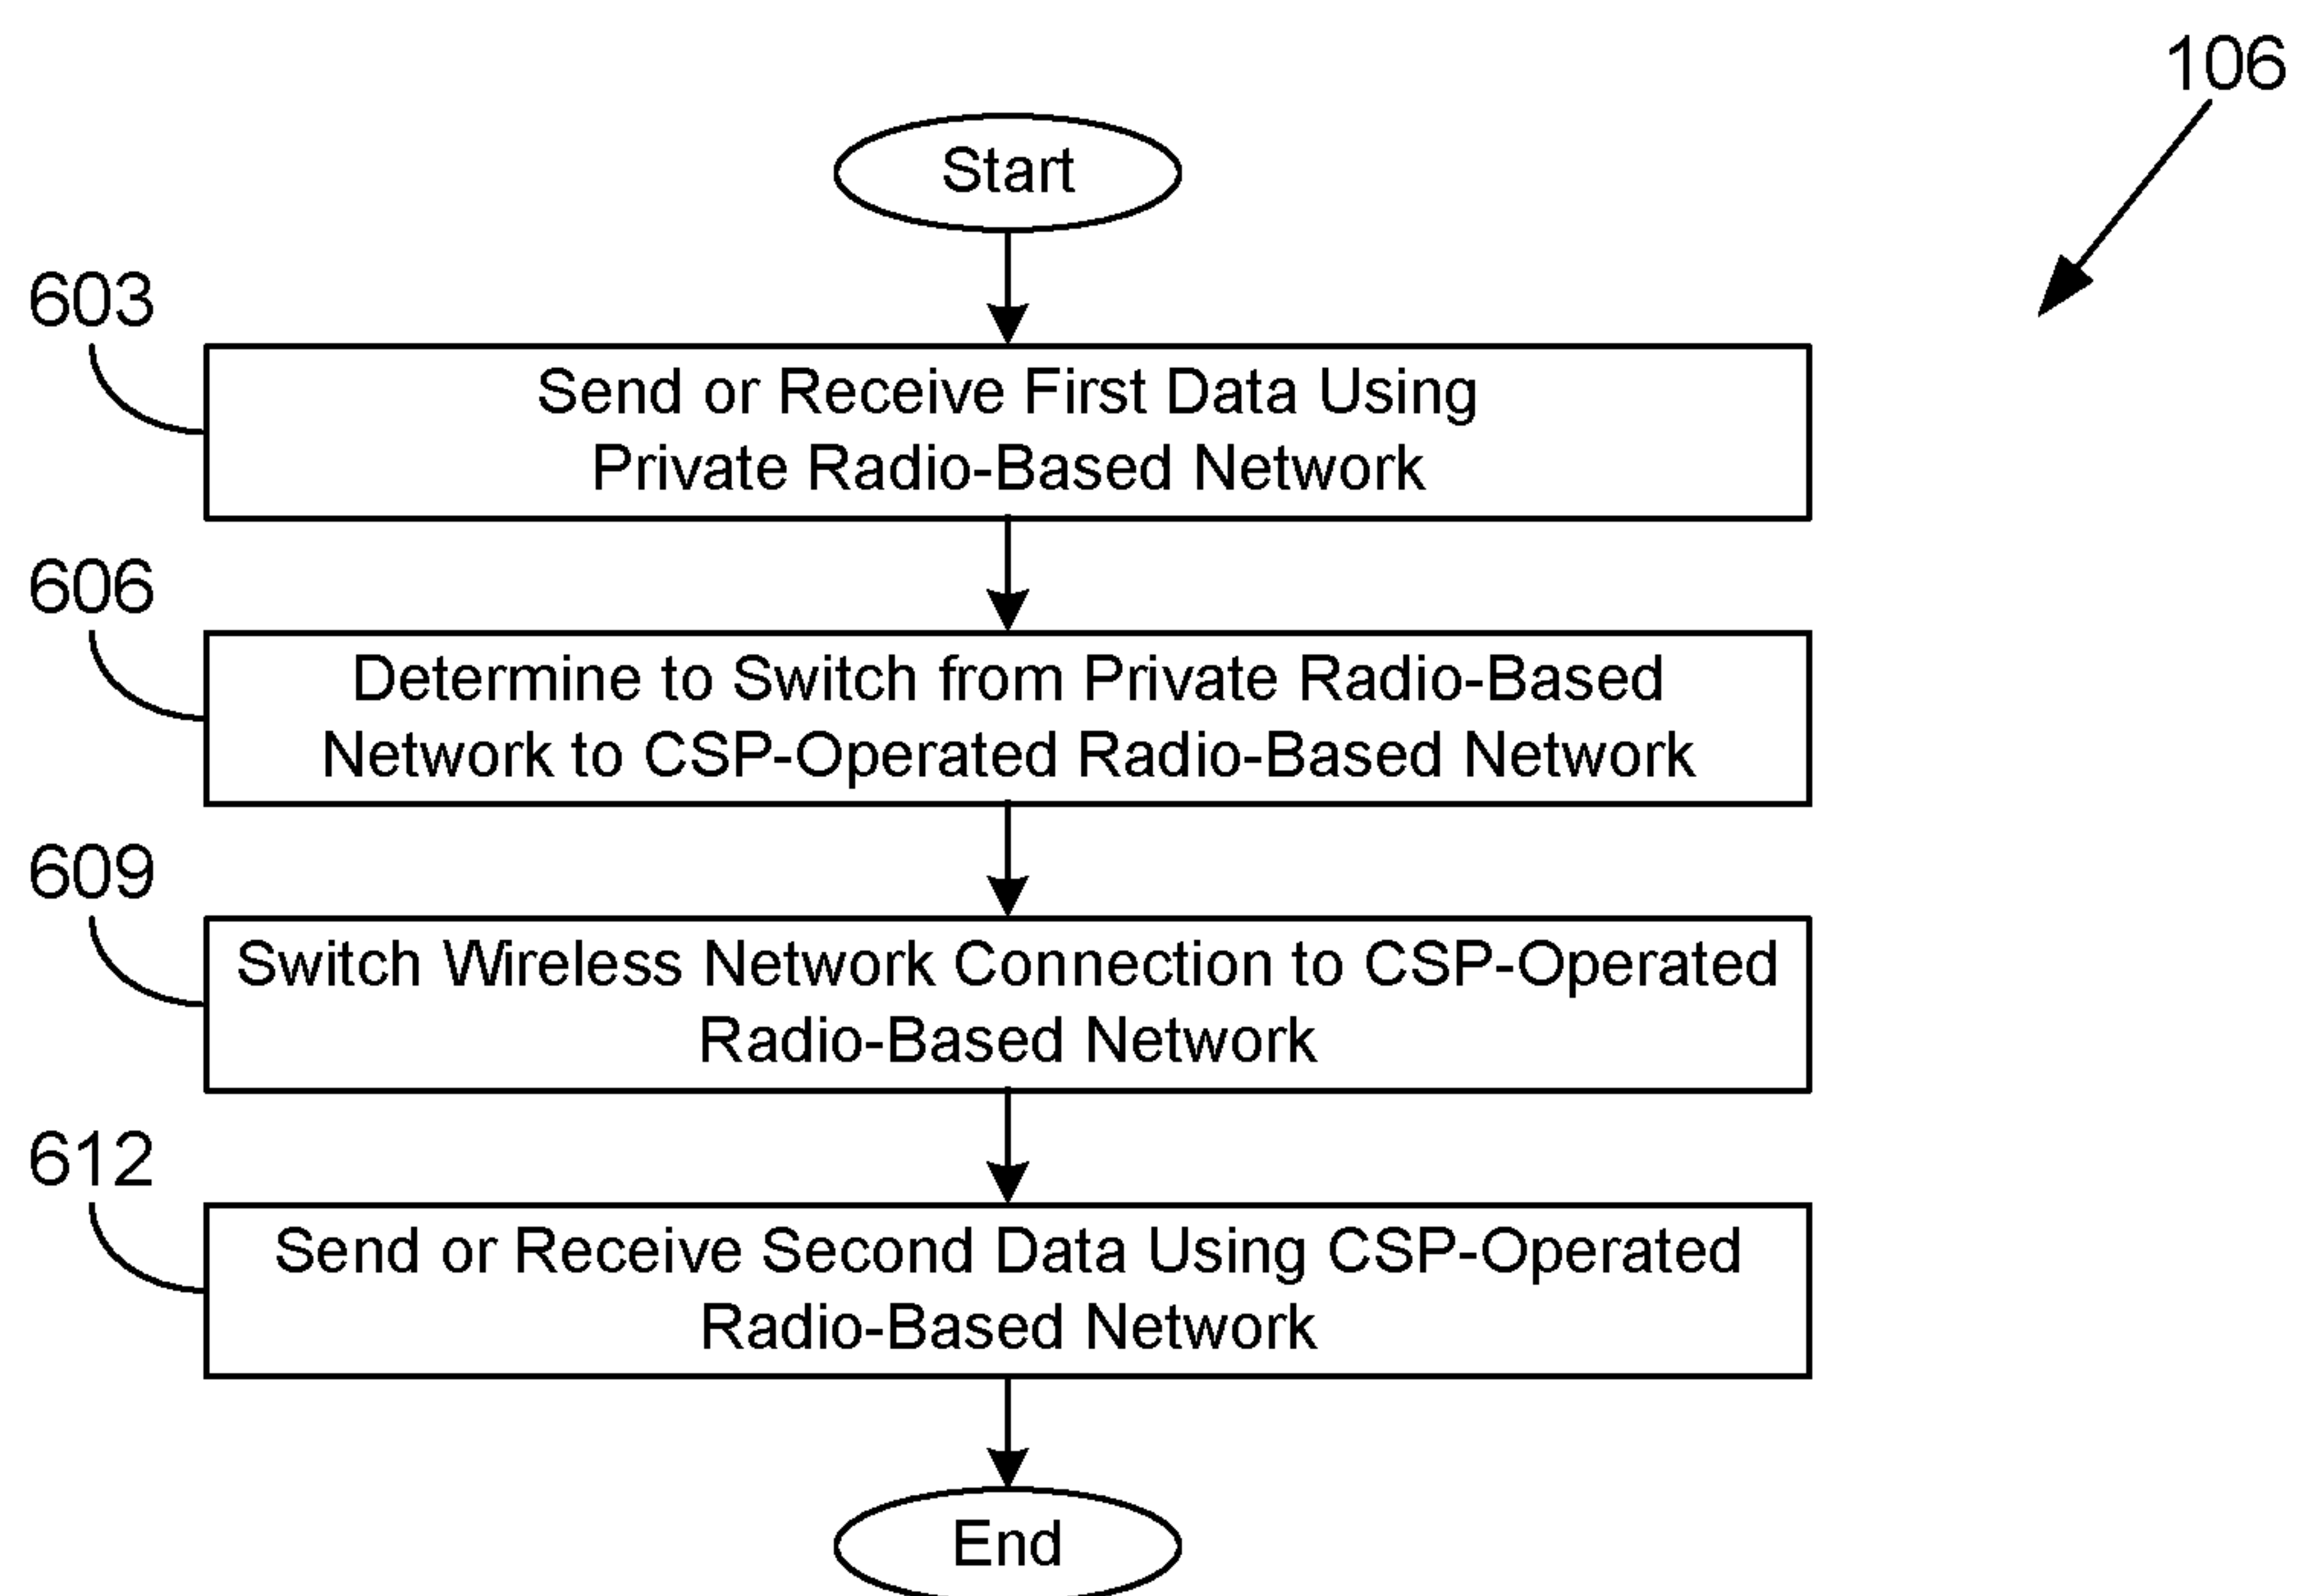 106
Start
603
Send or Receive First Data Using
Private Radio-Based Network
606
Determine to Switch from Private Radio-Based
Network to CSP-Operated Radio-Based Network
609
Switch Wireless Network Connection to CSP-Operated
Radio-Based Network
612
Send or Receive Second Data Using CSP-Operated
Radio-Based Network
End